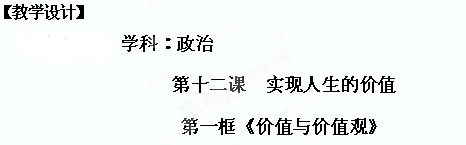 【教学设计】
学科：政治
第十二课 实现人生的价值
第一框《价值与价值观》